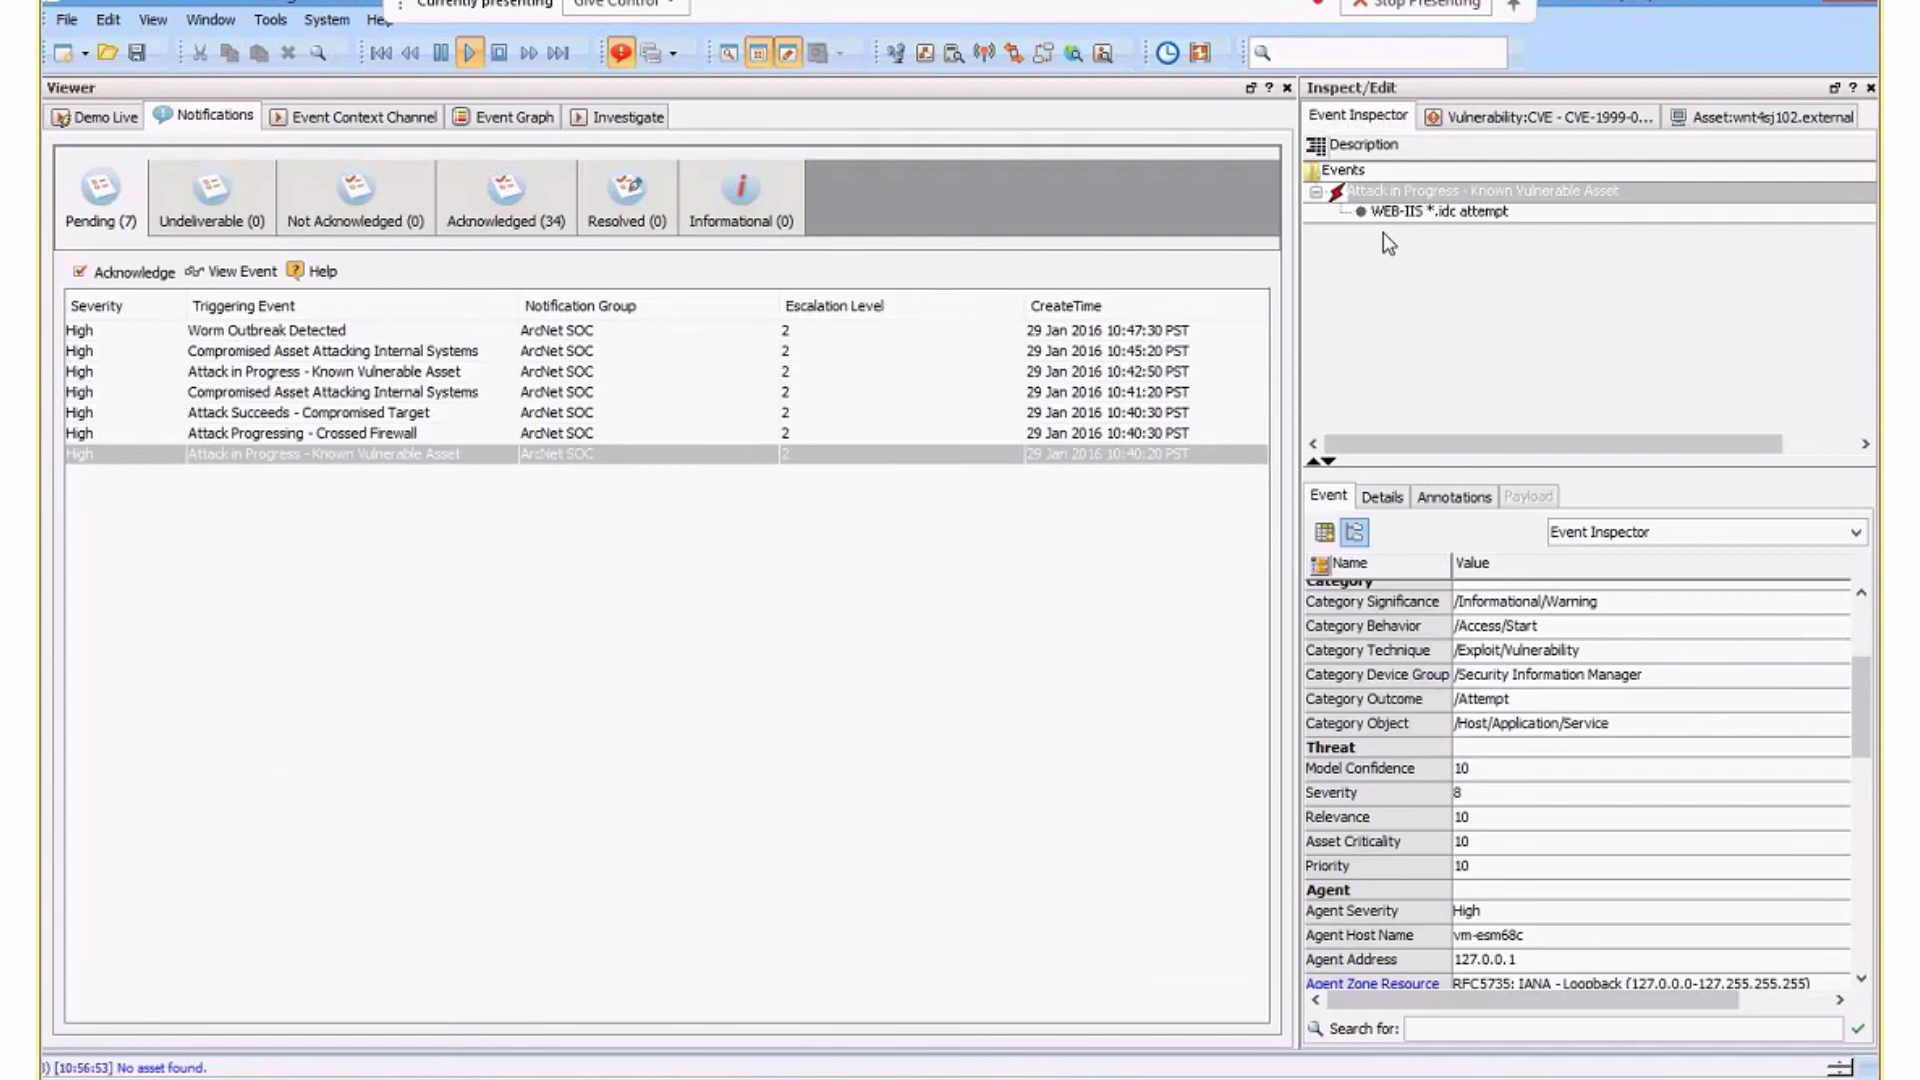 Currently presenting Give Control Stop Presenting
File Edit View Window Tools System Help
Viewer
Demo Live Notifications Event Context Channel Event Graph Investigate
Pending (7) Undeliverable (0) Not Acknowledged (0) Acknowledged (34) Resolved (0) Informational (0)
Acknowledge View Event Help
Severity Triggering Event Notification Group Escalation Level CreateTime
High Worm Outbreak Detected ArcNet SOC 2 29 Jan 2016 10:47:30 PST
High Compromised Asset Attacking Internal Systems ArcNet SOC 2 29 Jan 2016 10:45:20 PST
High Attack in Progress - Known Vulnerable Asset ArcNet SOC 2 29 Jan 2016 10:42:50 PST
High Compromised Asset Attacking Internal Systems ArcNet SOC 2 29 Jan 2016 10:41:20 PST
High Attack Succeeds - Compromised Target ArcNet SOC 2 29 Jan 2016 10:40:30 PST
High Attack Progressing - Crossed Firewall ArcNet SOC 2 29 Jan 2016 10:40:30 PST
High Attack in Progress - Known Vulnerable Asset ArcNet SOC 2 29 Jan 2016 10:40:20 PST
Inspect/Edit
Event Inspector Vulnerability:CVE - CVE-1999-0... Asset:wnt4sj102.external
Description
Events
Attack in Progress - Known Vulnerable Asset
WEB-IIS *.idc attempt
Event Details Annotations Payload
Event Inspector
Name Value
Category
Category Significance /Informational/Warning
Category Behavior /Access/Start
Category Technique /Exploit/Vulnerability
Category Device Group /Security Information Manager
Category Outcome /Attempt
Category Object /Host/Application/Service
Threat
Model Confidence 10
Severity 8
Relevance 10
Asset Criticality 10
Priority 10
Agent
Agent Severity High
Agent Host Name vm-esm68c
Agent Address 127.0.0.1
Agent Zone Resource RFC5735: IANA - Loopback (127.0.0.0-127.255.255.255)
Search for:
) [10:56:53] No asset found.